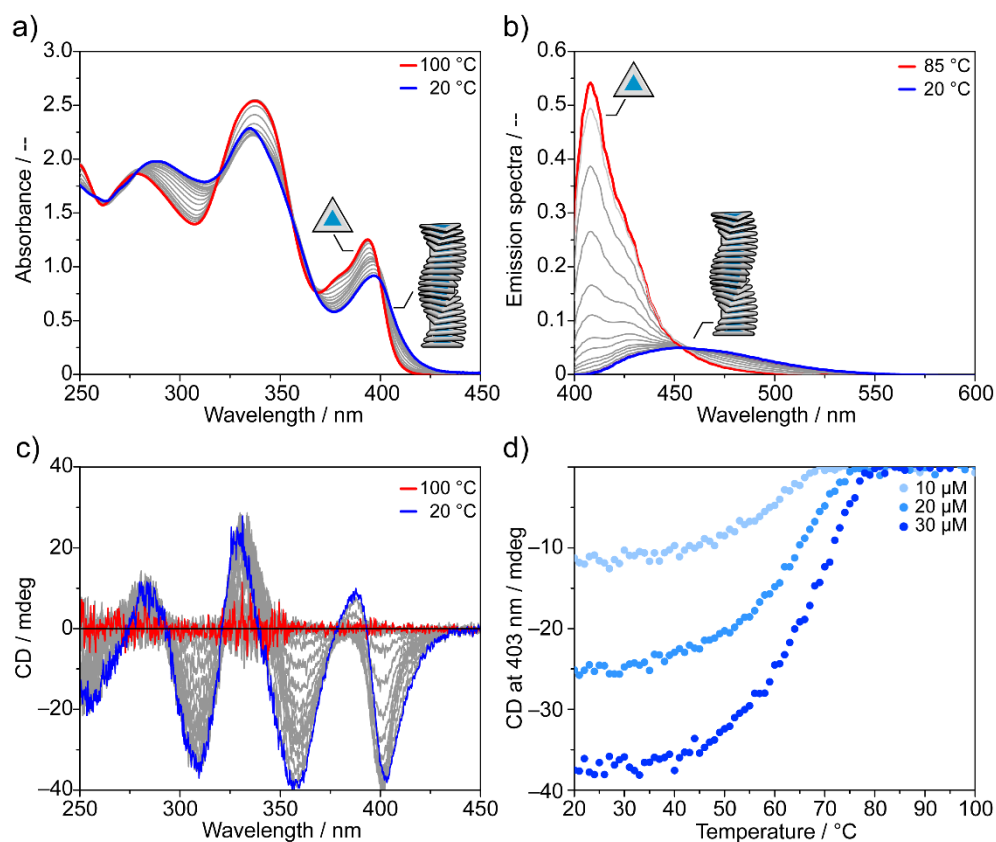 a)
3.0
2.5
2.0
1.5
1.0
0.5
0
Absorbance / --
100 °C
20 °C
250 300 350 400 450
Wavelength / nm
b)
0.6
0.5
0.4
0.3
0.2
0.1
0
Emission spectra / --
85 °C
20 °C
400 450 500 550 600
Wavelength / nm
c)
40
20
0
–20
–40
CD / mdeg
100 °C
20 °C
250 300 350 400 450
Wavelength / nm
d)
–10
–20
–30
–40
CD at 403 nm / mdeg
10 µM
20 µM
30 µM
20 30 40 50 60 70 80 90 100
Temperature / °C